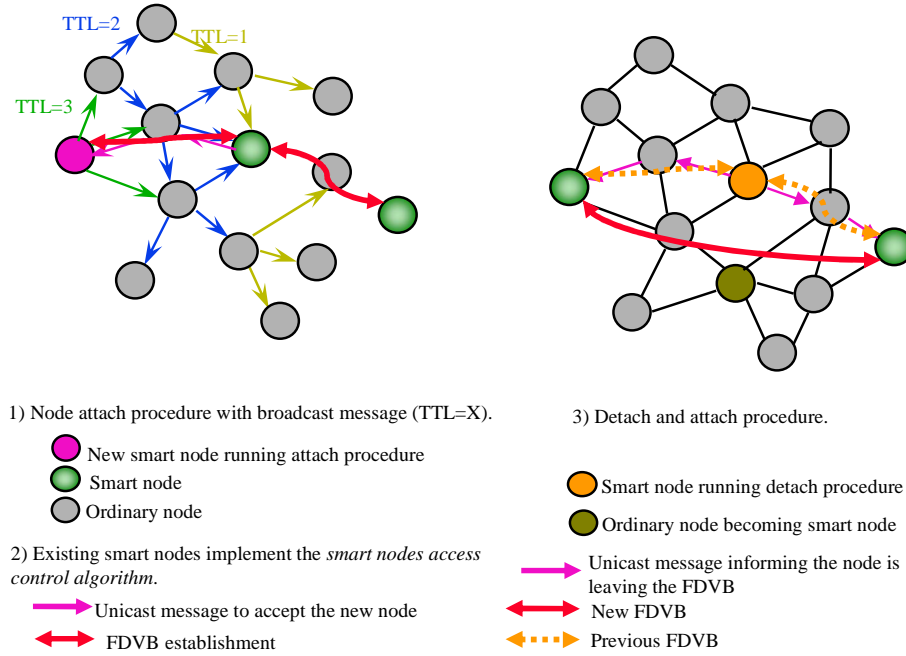 TTL=2
TTL=1
TTL=3
1) Node attach procedure with broadcast message (TTL=X).
New smart node running attach procedure
Smart node
Ordinary node
2) Existing smart nodes implement the smart nodes access
control algorithm.
Unicast message to accept the new node
FDVB establishment
3) Detach and attach procedure.
Smart node running detach procedure
Ordinary node becoming smart node
Unicast message informing the node is
leaving the FDVB
New FDVB
Previous FDVB